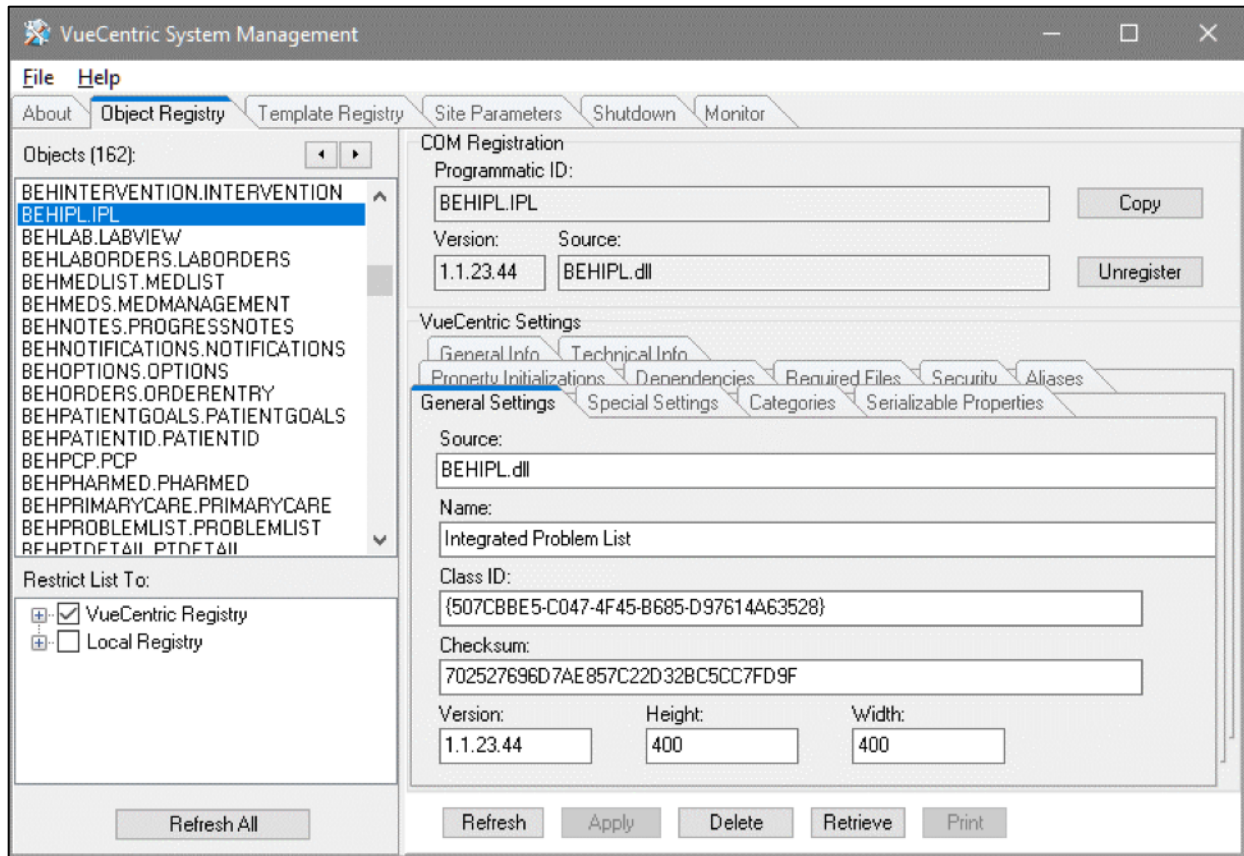 VueCentric System Management
File Help
About Object Registry Template Registry Site Parameters Shutdown Monitor
Objects (162):
BEHINTERVENTION.INTERVENTION
BEHIPL.IPL
BEHLAB.LABVIEW
BEHLABORDERS.LABORDERS
BEHMEDLIST.MEDLIST
BEHMEDS.MEDMANAGEMENT
BEHNOTES.PROGRESSNOTES
BEHNOTIFICATIONS.NOTIFICATIONS
BEHOPTIONS.OPTIONS
BEHORDERS.ORDERENTRY
BEHPATIENTGOALS.PATIENTGOALS
BEHPATIENTID.PATIENTID
BEHPCP.PCP
BEHPHARMED.PHARMED
BEHPRIMARYCARE.PRIMARYCARE
BEHPROBLEMLIST.PROBLEMLIST
BEHPTDETAIL.PTDETAIL
Restrict List To:
VueCentric Registry
Local Registry
Refresh All
COM Registration
Programmatic ID:
BEHIPL.IPL Copy
Version: Source:
1.1.23.44 BEHIPL.dll Unregister
VueCentric Settings
General Info Technical Info
Property Initializations Dependencies Required Files Security Aliases
General Settings Special Settings Categories Serializable Properties
Source:
BEHIPL.dll
Name:
Integrated Problem List
Class ID:
{507CBBE5-C047-4F45-B685-D97614A63528}
Checksum:
702527696D7AE857C22D32BC5CC7FD9F
Version: Height: Width:
1.1.23.44 400 400
Refresh Apply Delete Retrieve Print